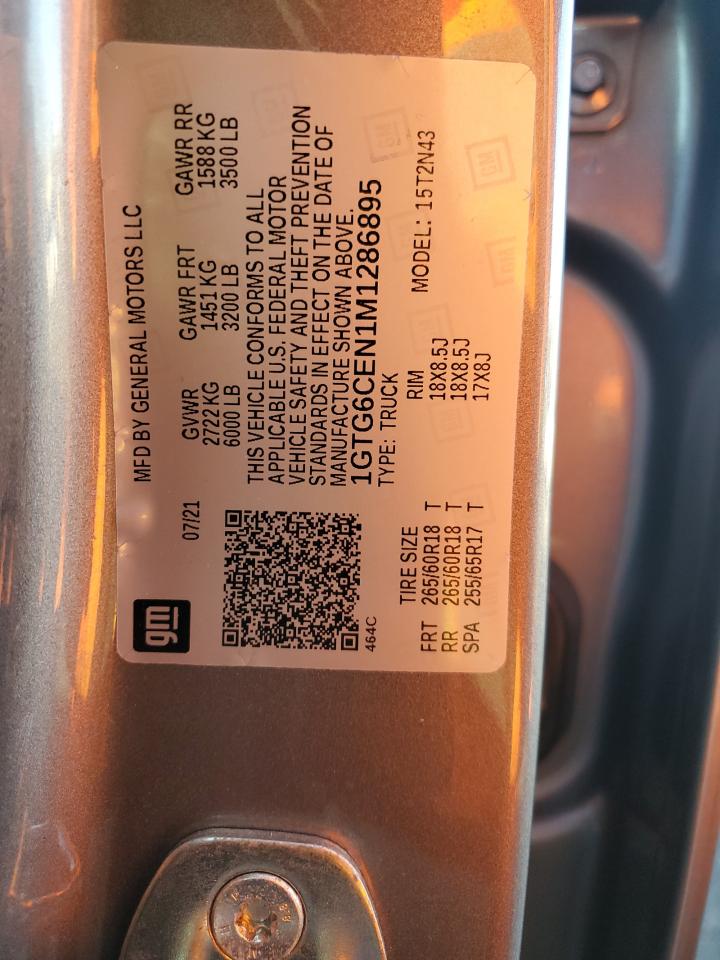 gm
MFD BY GENERAL MOTORS LLC
07/21
GVWR GAWR FRT GAWR RR
2722 KG 1451 KG 1588 KG
6000 LB 3200 LB 3500 LB
THIS VEHICLE CONFORMS TO ALL
APPLICABLE U.S. FEDERAL MOTOR
VEHICLE SAFETY AND THEFT PREVENTION
STANDARDS IN EFFECT ON THE DATE OF
MANUFACTURE SHOWN ABOVE.
1GTG6CEN1M1286895
464C
TYPE: TRUCK MODEL: 15T2N43
TIRE SIZE RIM
FRT 265/60R18 T 18X8.5J
RR 265/60R18 T 18X8.5J
SPA 255/65R17 T 17X8J
8.8